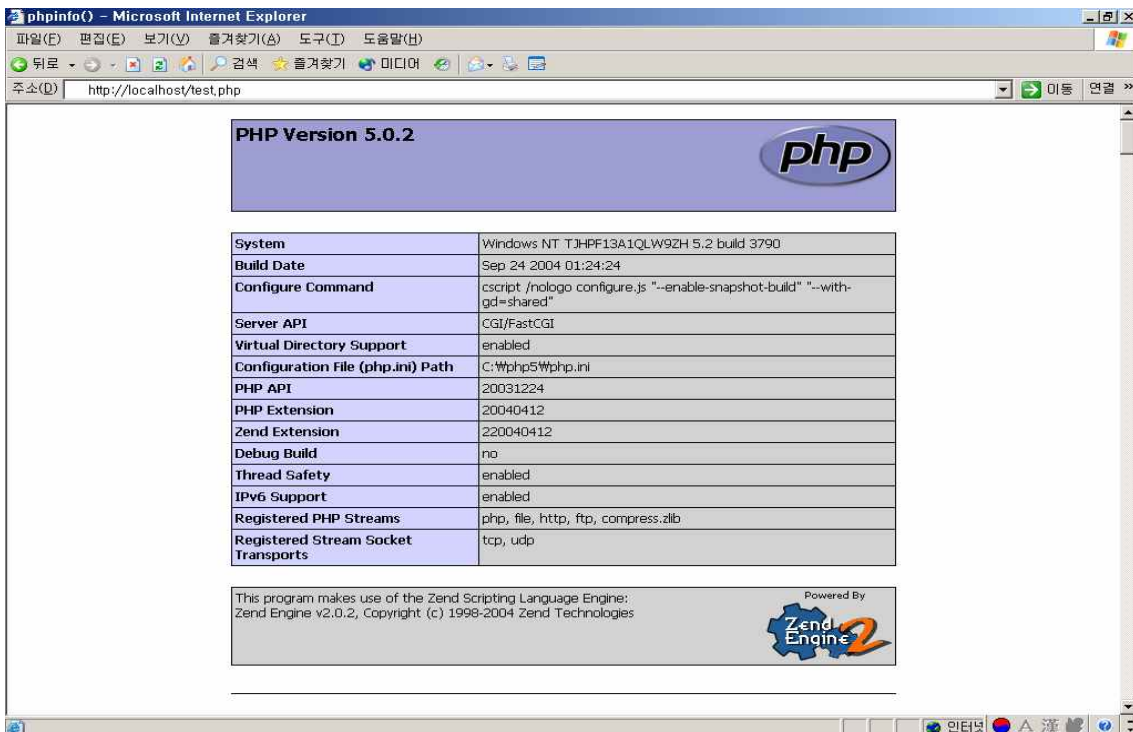 phpinfo() - Microsoft Internet Explorer
파일(F) 편집(E) 보기(V) 즐겨찾기(A) 도구(T) 도움말(H)
뒤로 검색 즐겨찾기 미디어
주소(D) http://localhost/test.php 이동 연결 »
PHP Version 5.0.2
php
System Windows NT TJHPF13A1QLW9ZH 5.2 build 3790
Build Date Sep 24 2004 01:24:24
Configure Command cscript /nologo configure.js "--enable-snapshot-build" "--with-
gd=shared"
Server API CGI/FastCGI
Virtual Directory Support enabled
Configuration File (php.ini) Path C:₩php5₩php.ini
PHP API 20031224
PHP Extension 20040412
Zend Extension 220040412
Debug Build no
Thread Safety enabled
IPv6 Support enabled
Registered PHP Streams php, file, http, ftp, compress.zlib
Registered Stream Socket tcp, udp
Transports
This program makes use of the Zend Scripting Language Engine:
Zend Engine v2.0.2, Copyright (c) 1998-2004 Zend Technologies
Powered By
Zend
Engine 2
인터넷 A 漢